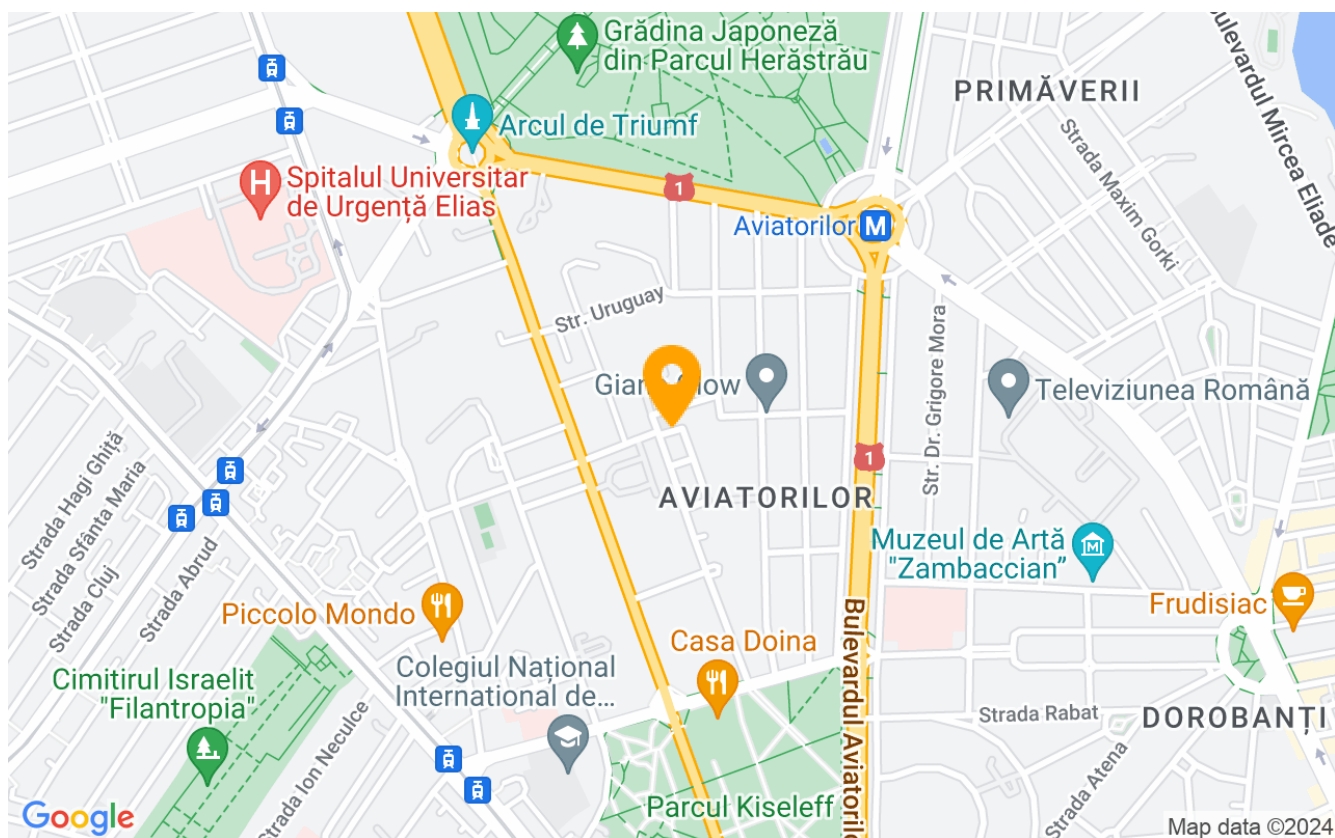 Grădina Japoneză
din Parcul Herăstrău
Bulevardul Mircea Eliade
PRIMĂVERII
Arcul de Triumf
Strada Maxim Gorki
H
Spitalul Universitar
de Urgență Elias
1
Aviatorilor
M
Str. Uruguay
Str. Dr. Grigore Mora
Televiziunea Română
Strada Hagi Ghiță
Strada Sfânta Maria
Strada Cluj
Strada Abrud
1
AVIATORILOR
Muzeul de Artă
"Zambaccian”
Frudisiac
Piccolo Mondo
Casa Doina
Bulevardul Aviatorilor
Colegiul Național
International de...
Cimitirul Israelit
"Filantropia"
Strada Ion Neculce
Strada Rabat
DOROBANȚI
Strada Atena
Parcul Kiseleff
Google
Map data ©2024